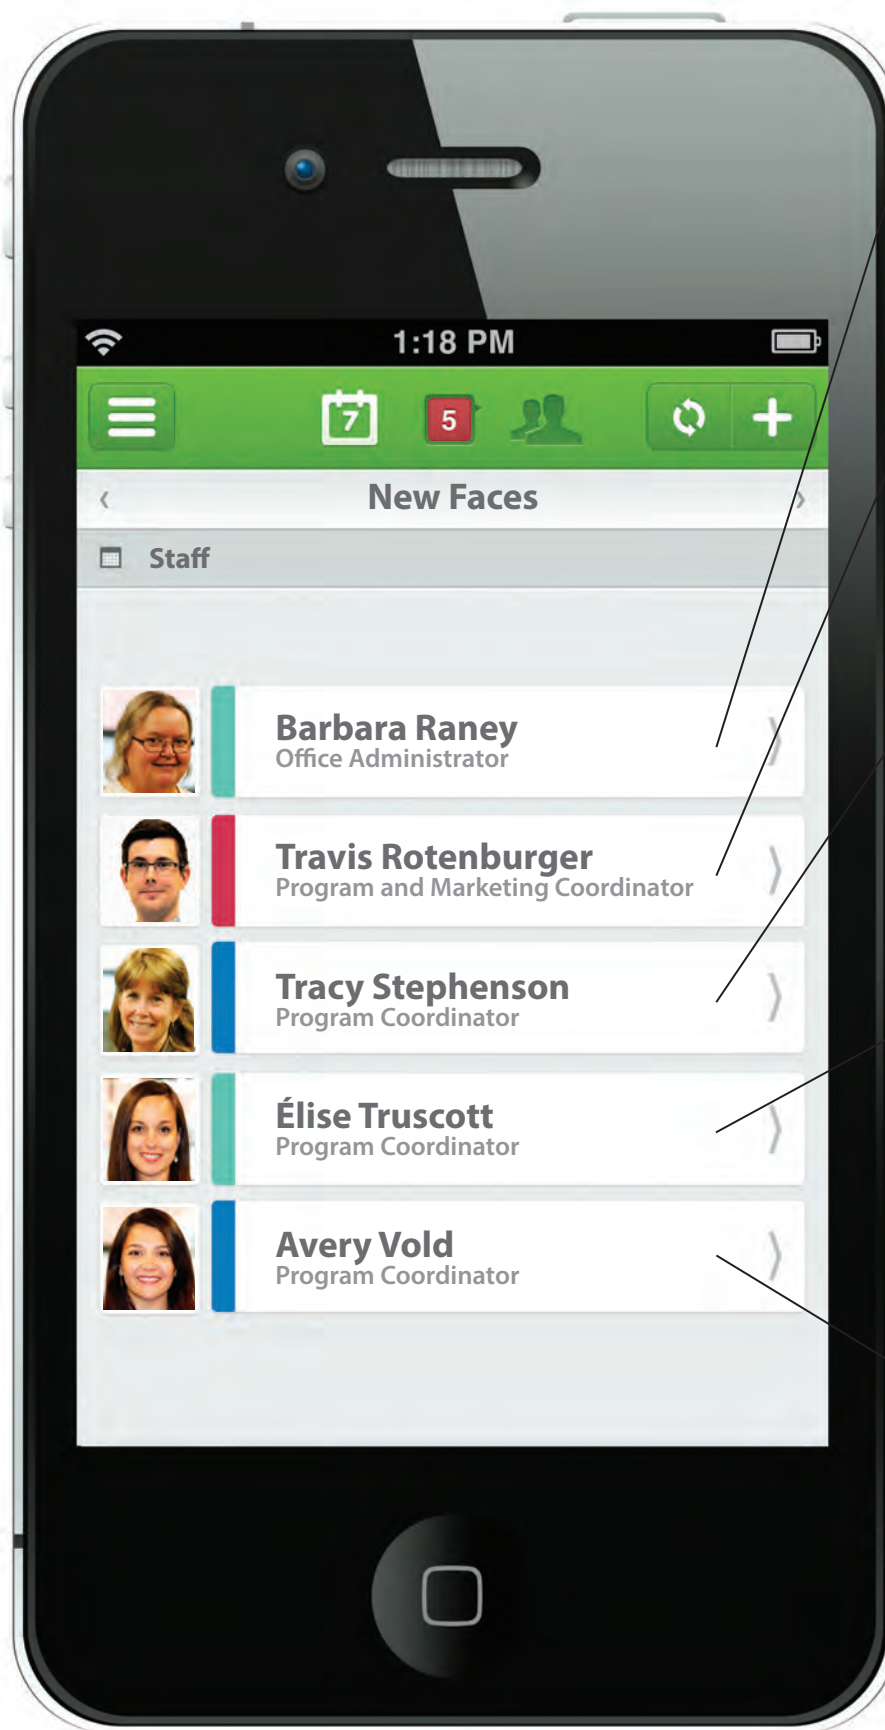 1:18 PM
7
5
New Faces
Staff
Barbara Raney
Office Administrator
Travis Rotenburger
Program and Marketing Coordinator
Tracy Stephenson
Program Coordinator
Élise Truscott
Program Coordinator
Avery Vold
Program Coordinator